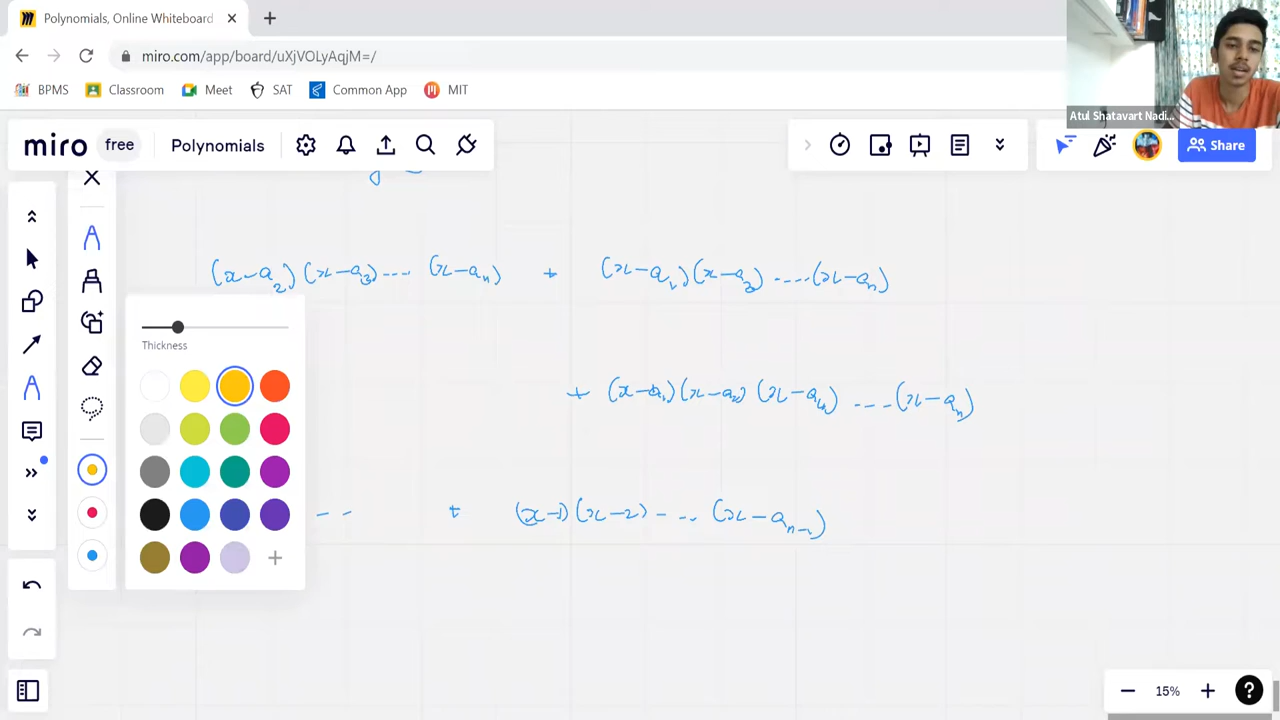 Polynomials, Online Whiteboard
miro.com/app/board/uXjVOLyAqjM=/
BPMS Classroom Meet SAT Common App MIT
Atul Shatavart Nadi...
miro free Polynomials Share
(x-a₂)(x-a₃)----(x-aₙ) + (x-a₁)(x-a₃)-----(x-aₙ)
Thickness
+ (x-a₁)(x-a₂)(x-a₄) ---- (x-aₙ)
-- + (x-1)(x-2)---- (x-aₙ₋₁)
− 15% + ?